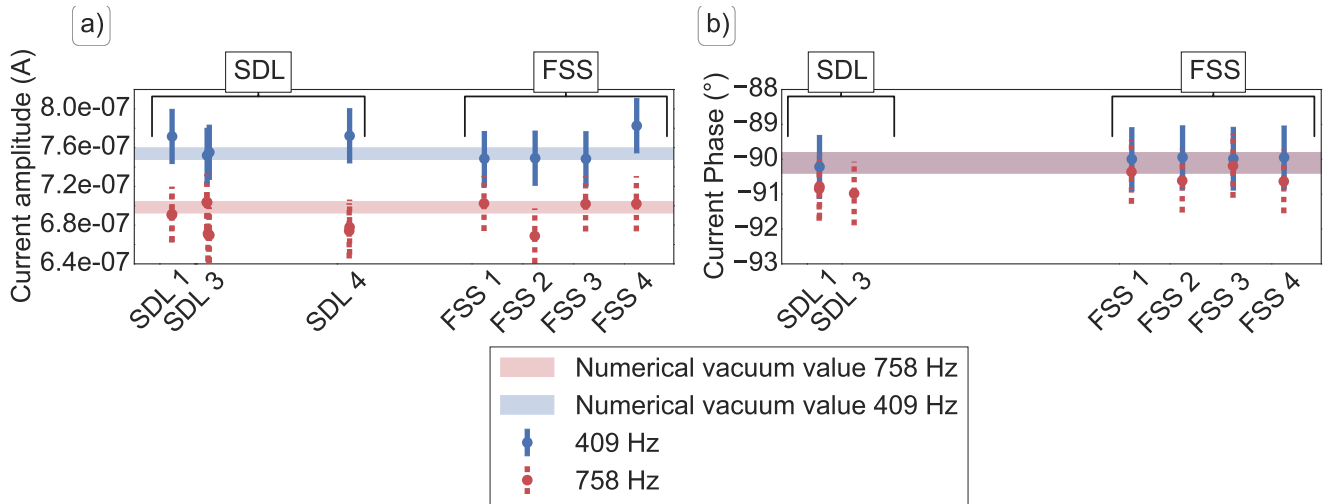 a)
SDL
FSS
Current amplitude (A)
8.0e-07
7.6e-07
7.2e-07
6.8e-07
6.4e-07
SDL 1
SDL 3
SDL 4
FSS 1
FSS 2
FSS 3
FSS 4
b)
SDL
FSS
Current Phase (°)
−88
−89
−90
−91
−92
−93
SDL 1
SDL 3
FSS 1
FSS 2
FSS 3
FSS 4
Numerical vacuum value 758 Hz
Numerical vacuum value 409 Hz
409 Hz
758 Hz